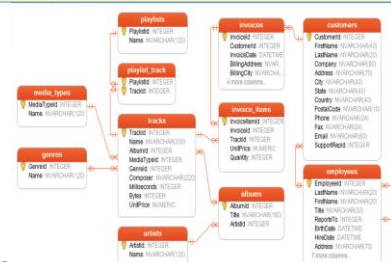 playlists
PlaylistId INTEGER
Name NVARCHAR(120)
playlist_track
PlaylistId INTEGER
TrackId INTEGER
media_types
MediaTypeId INTEGER
Name NVARCHAR(120)
genres
GenreId INTEGER
Name NVARCHAR(120)
tracks
TrackId INTEGER
Name NVARCHAR(200)
AlbumId INTEGER
MediaTypeId INTEGER
GenreId INTEGER
Composer NVARCHAR(220)
Milliseconds INTEGER
Bytes INTEGER
UnitPrice NUMERIC
artists
ArtistId INTEGER
Name NVARCHAR(120)
invoices
InvoiceId INTEGER
CustomerId INTEGER
InvoiceDate DATETIME
BillingAddress NVAR...
BillingCity NVARCHA...
4 more columns...
invoice_items
InvoiceItemId INTEGER
InvoiceId INTEGER
TrackId INTEGER
UnitPrice NUMERIC
Quantity INTEGER
albums
AlbumId INTEGER
Title NVARCHAR(160)
ArtistId INTEGER
customers
CustomerId INTEGER
FirstName NVARCHAR(40)
LastName NVARCHAR(20)
Company NVARCHAR(80)
Address NVARCHAR(70)
City NVARCHAR(40)
State NVARCHAR(40)
Country NVARCHAR(40)
PostalCode NVARCHAR(10)
Phone NVARCHAR(24)
Fax NVARCHAR(24)
Email NVARCHAR(60)
SupportRepId INTEGER
employees
EmployeeId INTEGER
LastName NVARCHAR(20)
FirstName NVARCHAR(20)
Title NVARCHAR(30)
ReportsTo INTEGER
BirthDate DATETIME
HireDate DATETIME
Address NVARCHAR(70)
7 more columns...